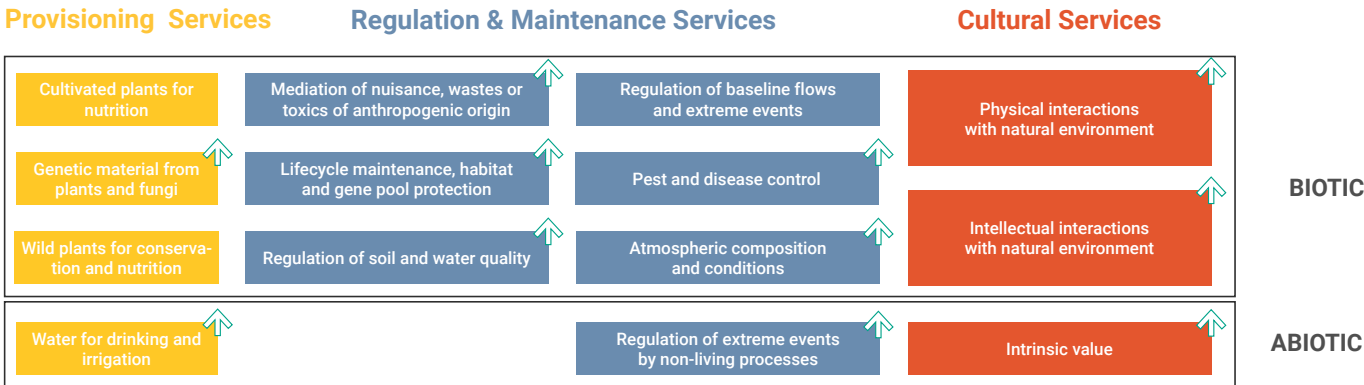 Provisioning Services
Regulation & Maintenance Services
Cultural Services
Cultivated plants for
nutrition
Mediation of nuisance, wastes or
toxics of anthropogenic origin
Regulation of baseline flows
and extreme events
Physical interactions
with natural environment
Genetic material from
plants and fungi
Lifecycle maintenance, habitat
and gene pool protection
Pest and disease control
BIOTIC
Wild plants for conserva-
tion and nutrition
Regulation of soil and water quality
Atmospheric composition
and conditions
Intellectual interactions
with natural environment
Water for drinking and
irrigation
Regulation of extreme events
by non-living processes
Intrinsic value
ABIOTIC